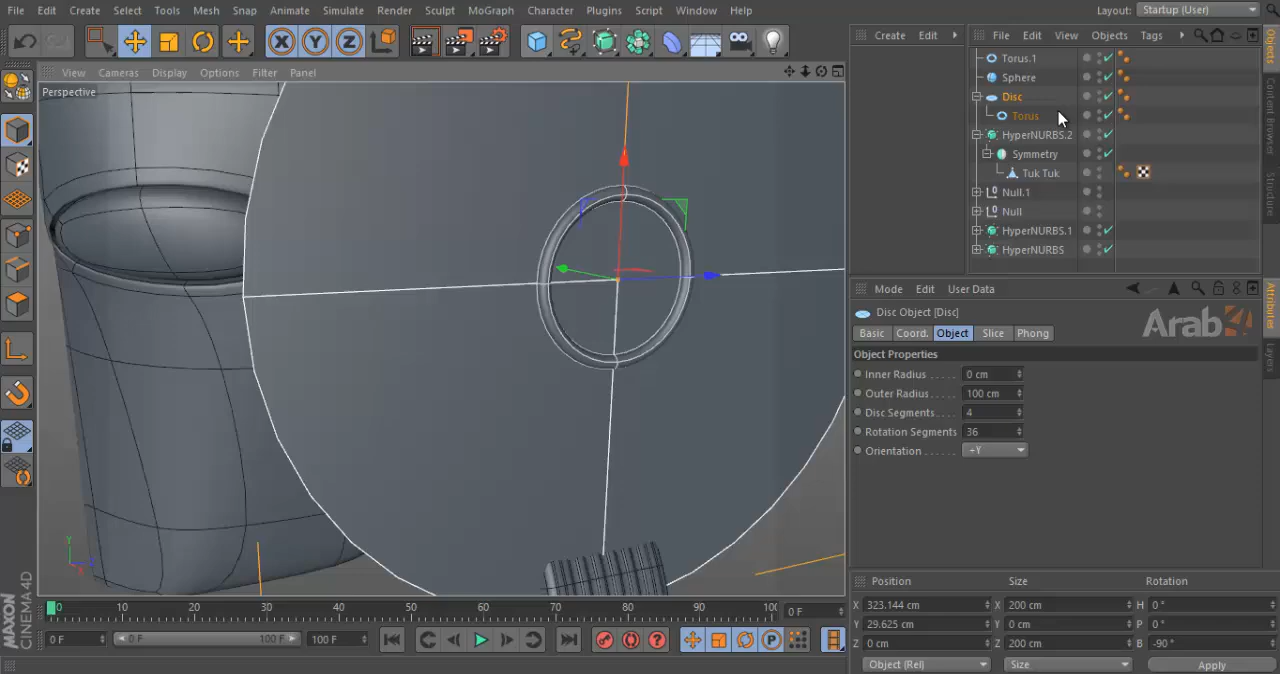 File Edit Create Select Tools Mesh Snap Animate Simulate Render Sculpt MoGraph Character Plugins Script Window Help Layout: Startup (User)
X Y Z
Create Edit
File Edit View Objects Tags
View Cameras Display Options Filter Panel
Perspective
Torus.1
Sphere
Disc
Torus
HyperNURBS.2
Symmetry
Tuk Tuk
Null.1
Null
HyperNURBS.1
HyperNURBS
Objects
Content Browser
Structure
Attributes
Layers
Mode Edit User Data
Disc Object [Disc]
Arab
Basic Coord. Object Slice Phong
Object Properties
Inner Radius . . . . . 0 cm
Outer Radius . . . . 100 cm
Disc Segments . . . 4
Rotation Segments 36
Orientation . . . . . . +Y
Y
MAXON
CINEMA 4D
0 10 20 30 40 50 60 70 80 90 100 0 F
0 F 0 F 100 F 100 F
Position Size Rotation
X 323.144 cm X 200 cm H 0 °
Y 29.625 cm Y 0 cm P 0 °
Z 0 cm Z 200 cm B -90 °
Object (Rel) Size Apply